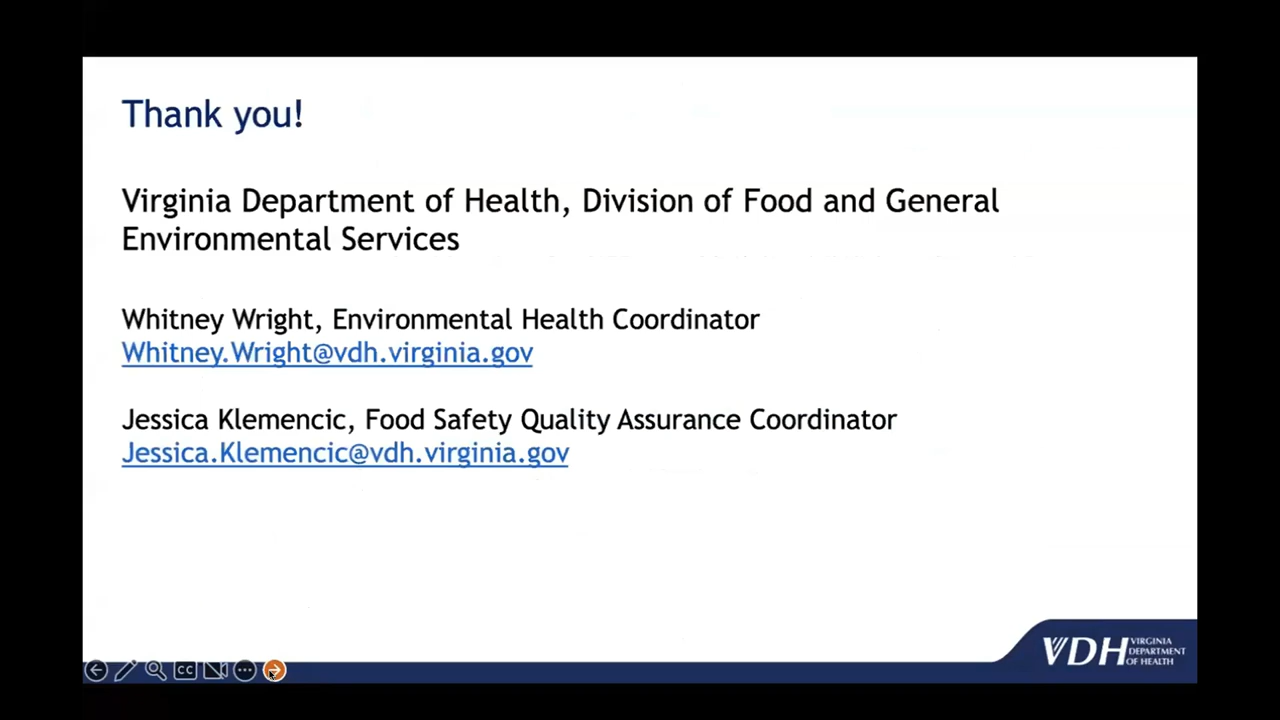 Thank you!
Virginia Department of Health, Division of Food and General
Environmental Services
Whitney Wright, Environmental Health Coordinator
Whitney.Wright@vdh.virginia.gov
Jessica Klemencic, Food Safety Quality Assurance Coordinator
Jessica.Klemencic@vdh.virginia.gov
CC
VDH
VIRGINIA
DEPARTMENT
OF HEALTH